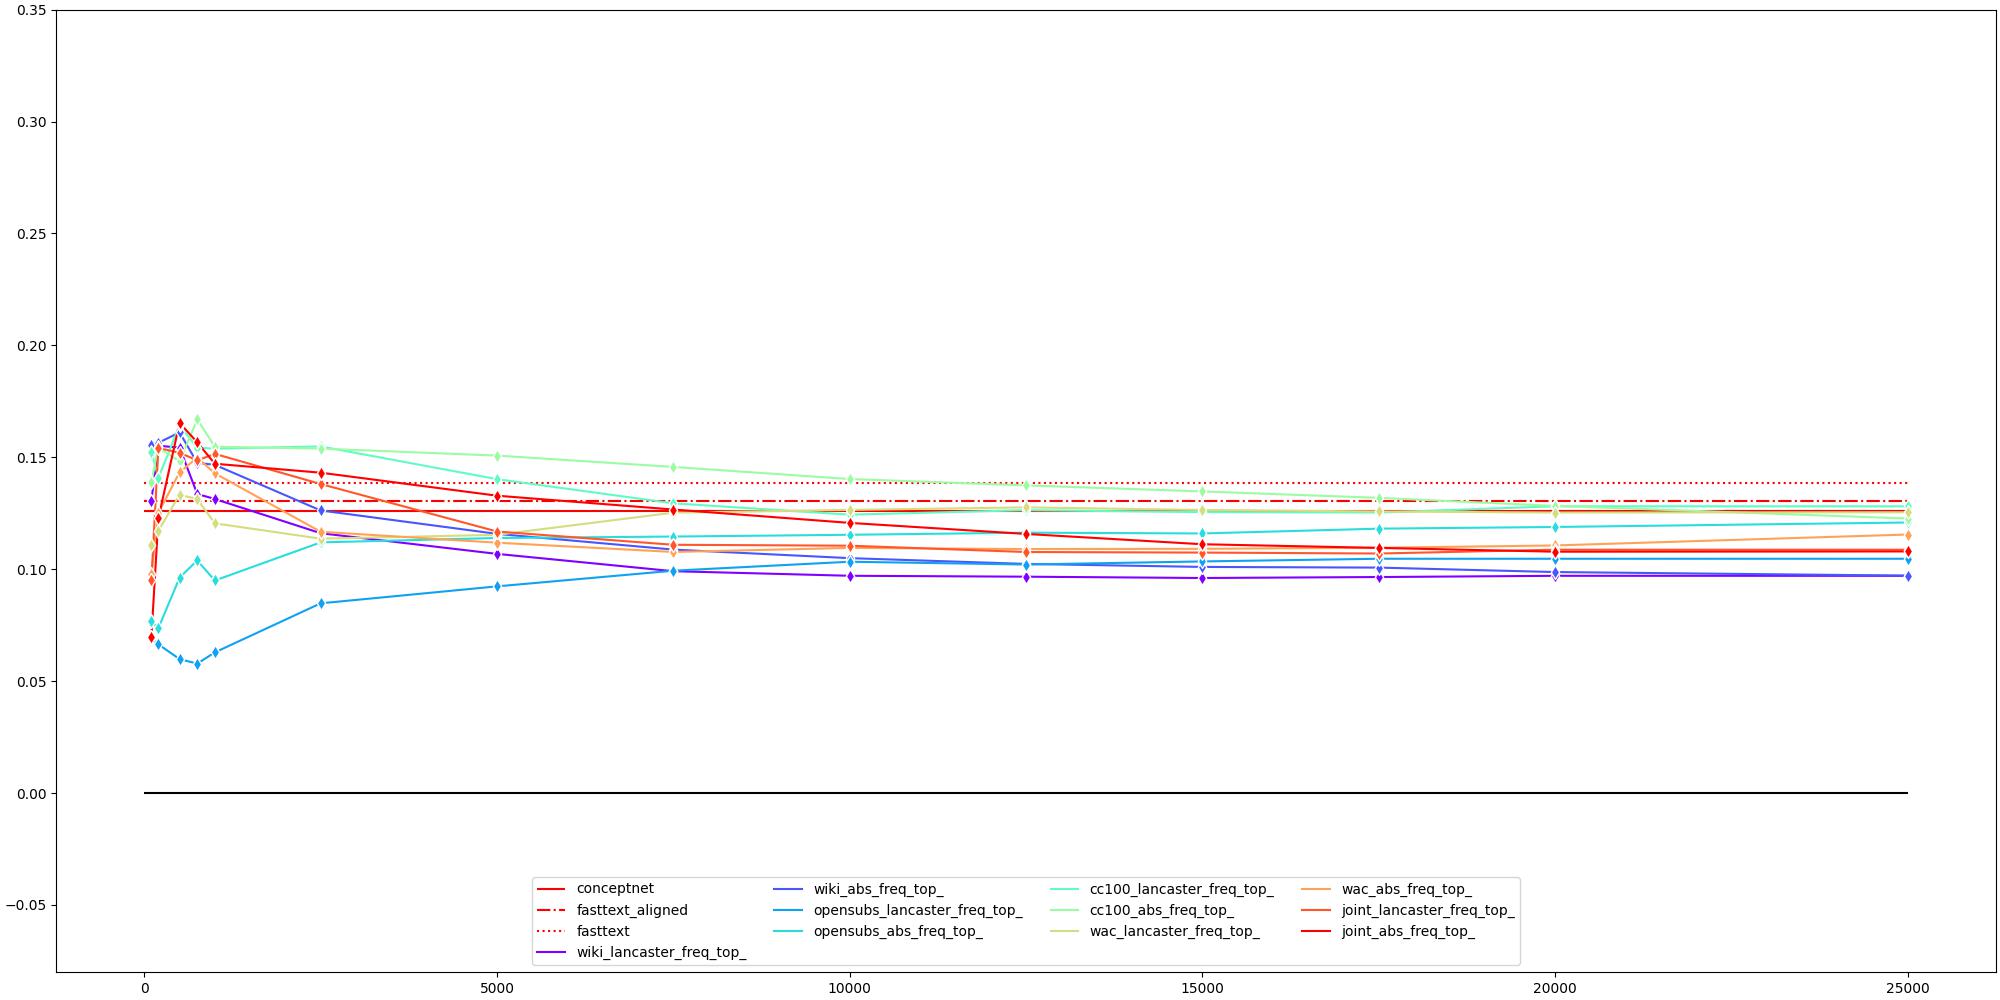 0.35
0.30
0.25
0.20
0.15
0.10
0.05
0.00
−0.05
conceptnet
fasttext_aligned
fasttext
wiki_lancaster_freq_top_
wiki_abs_freq_top_
opensubs_lancaster_freq_top_
opensubs_abs_freq_top_
cc100_lancaster_freq_top_
cc100_abs_freq_top_
wac_lancaster_freq_top_
wac_abs_freq_top_
joint_lancaster_freq_top_
joint_abs_freq_top_
0 5000 10000 15000 20000 25000